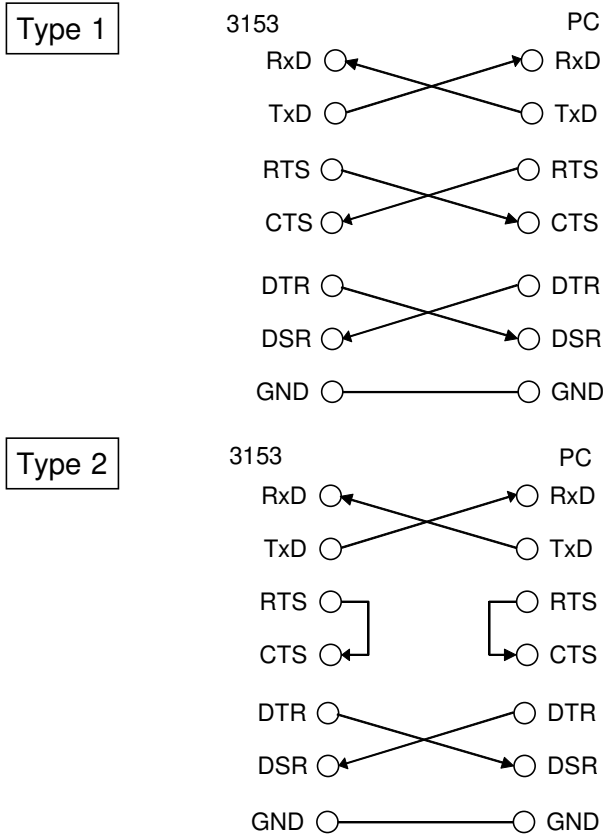 Type 1
3153 PC
RxD RxD
TxD TxD
RTS RTS
CTS CTS
DTR DTR
DSR DSR
GND GND
Type 2
3153 PC
RxD RxD
TxD TxD
RTS RTS
CTS CTS
DTR DTR
DSR DSR
GND GND